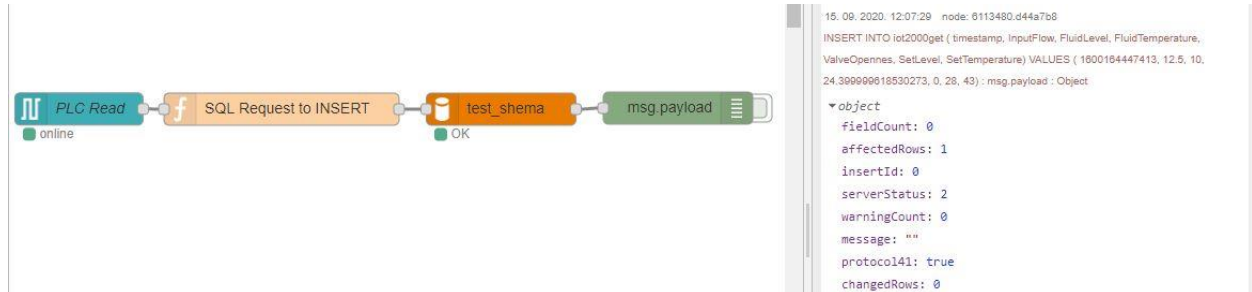 PLC Read
SQL Request to INSERT
test_shema
msg.payload
online
OK
15. 09. 2020. 12:07:29 node: 6113480.d44a7b8
INSERT INTO iot2000get ( timestamp, InputFlow, FluidLevel, FluidTemperature,
ValveOpennes, SetLevel, SetTemperature) VALUES ( 1600164447413, 12.5, 10,
24.399999618530273, 0, 28, 43) : msg.payload : Object
object
fieldCount: 0
affectedRows: 1
insertId: 0
serverStatus: 2
warningCount: 0
message: ""
protocol41: true
changedRows: 0